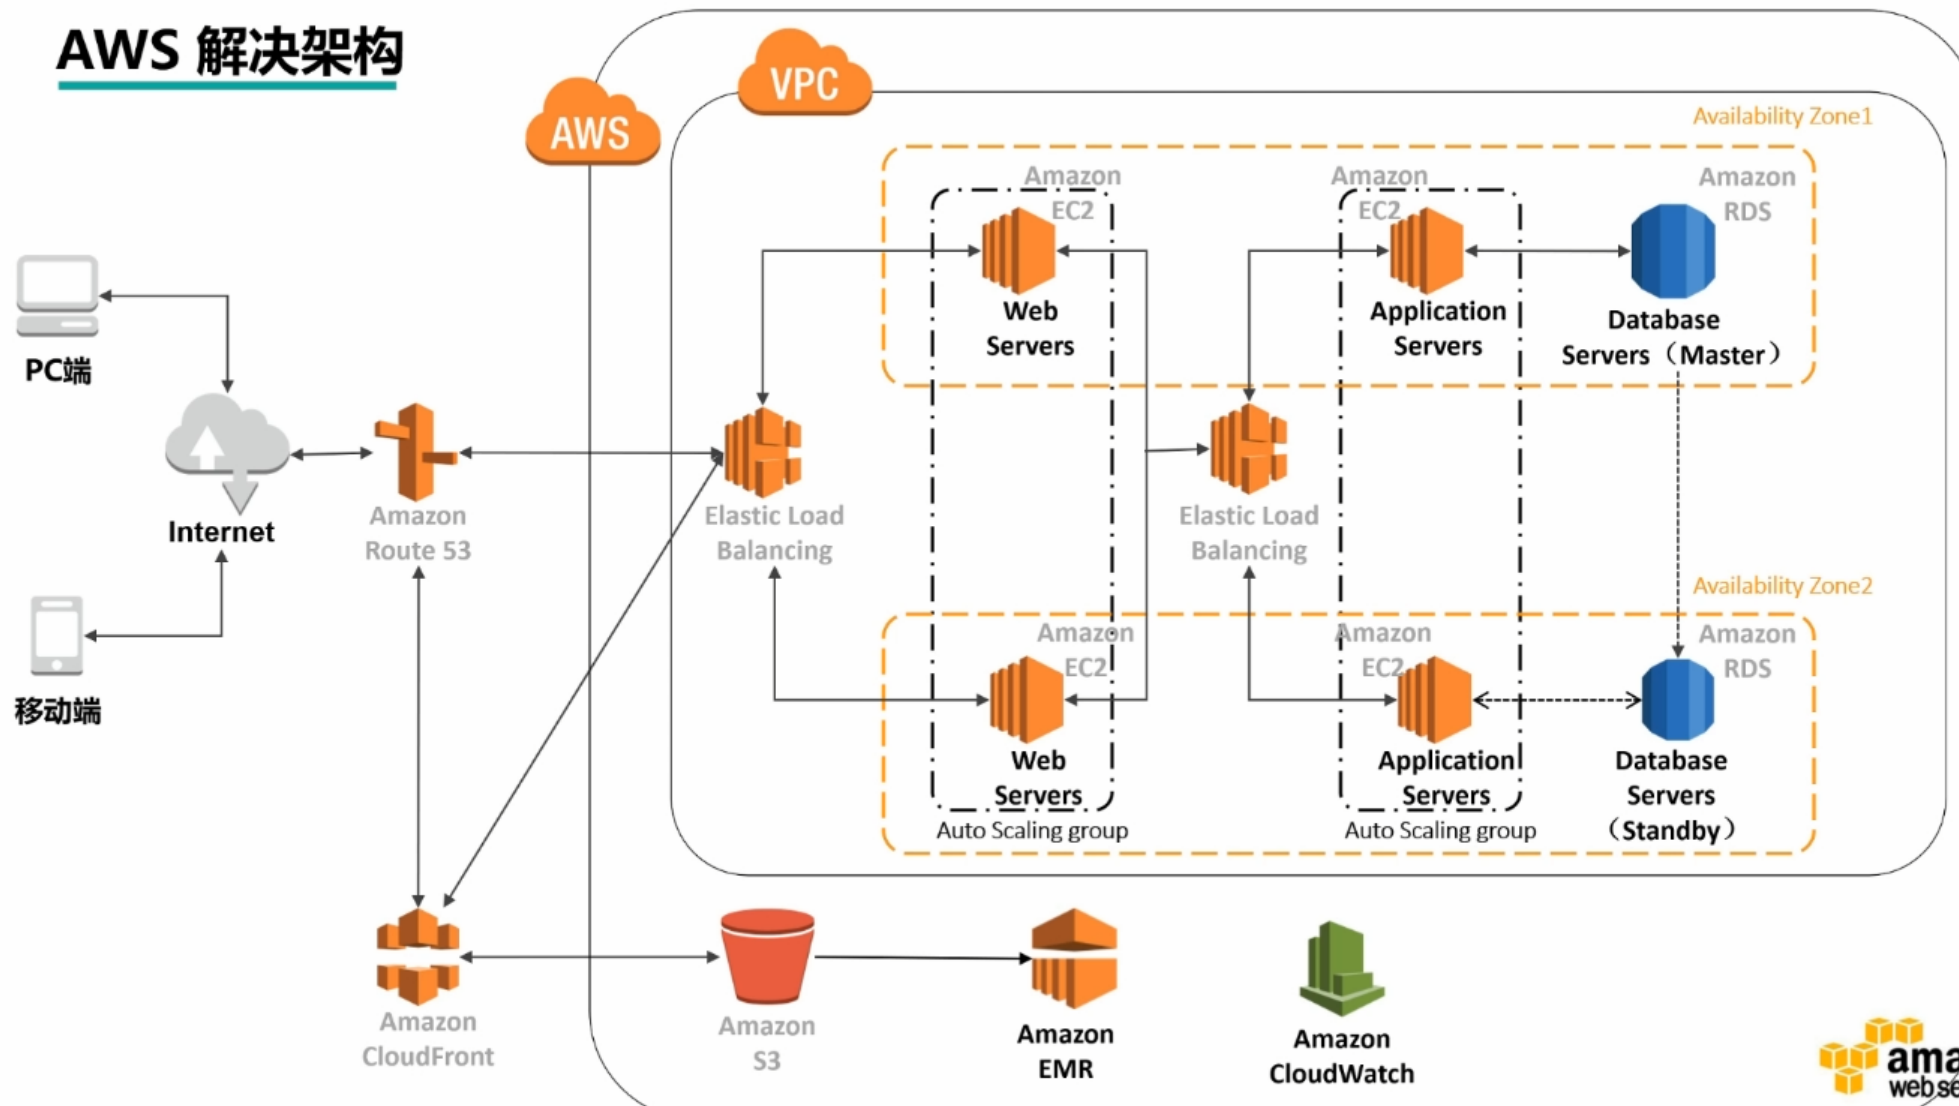 AWS 解决架构
AWS
VPC
Availability Zone1
Amazon
EC2
Web
Servers
Amazon
EC2
Application
Servers
Amazon
RDS
Database
Servers（Master）
PC端
Internet
移动端
Amazon
Route 53
Elastic Load
Balancing
Elastic Load
Balancing
Availability Zone2
Amazon
EC2
Web
Servers
Auto Scaling group
Amazon
EC2
Application
Servers
Auto Scaling group
Amazon
RDS
Database
Servers
（Standby）
Amazon
CloudFront
Amazon
S3
Amazon
EMR
Amazon
CloudWatch